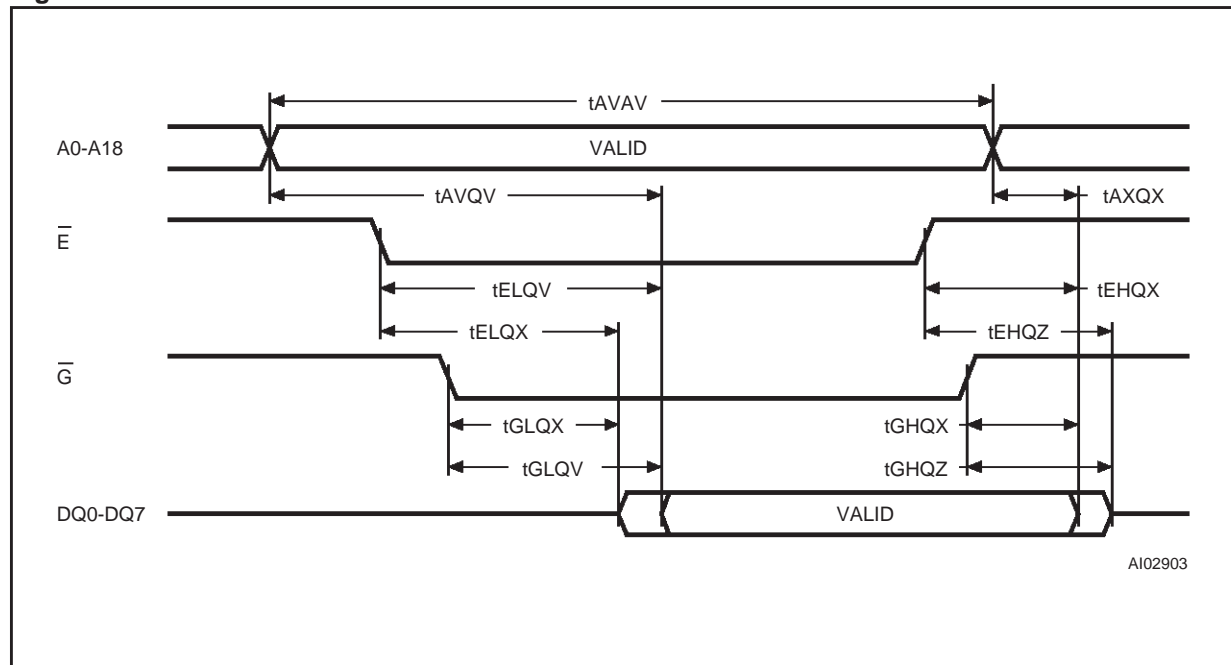 tAVAV
A0-A18
VALID
tAVQV
tAXQX
E
tELQV
tEHQX
tELQX
tEHQZ
G
tGLQX
tGHQX
tGLQV
tGHQZ
DQ0-DQ7
VALID
AI02903